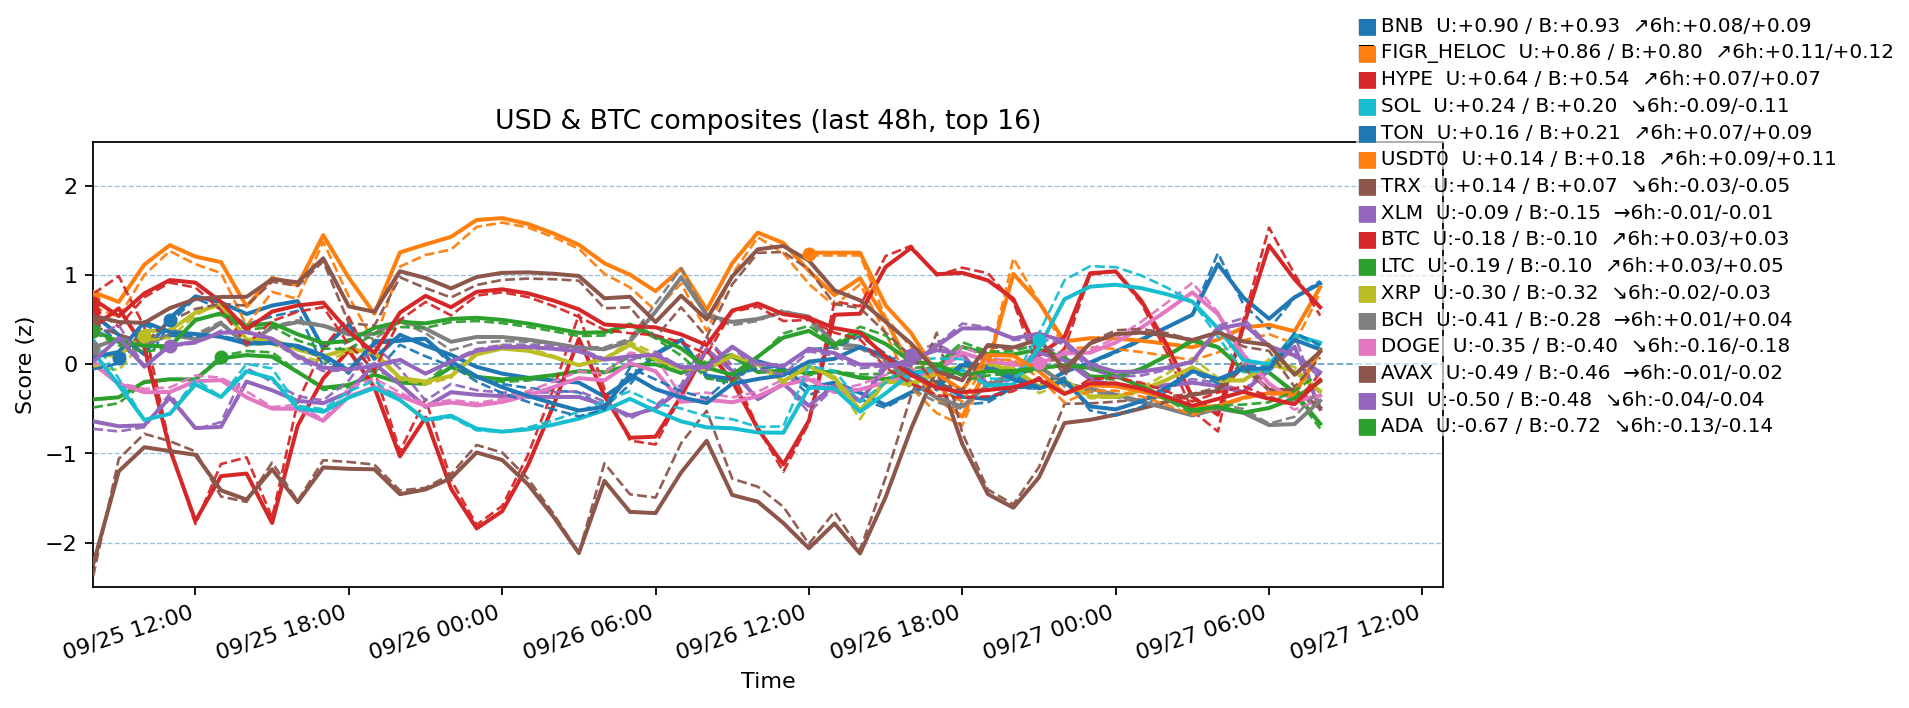 BNB U:+0.90 / B:+0.93 ↗6h:+0.08/+0.09
FIGR_HELOC U:+0.86 / B:+0.80 ↗6h:+0.11/+0.12
HYPE U:+0.64 / B:+0.54 ↗6h:+0.07/+0.07
SOL U:+0.24 / B:+0.20 ↘6h:-0.09/-0.11
TON U:+0.16 / B:+0.21 ↗6h:+0.07/+0.09
USDT0 U:+0.14 / B:+0.18 ↗6h:+0.09/+0.11
TRX U:+0.14 / B:+0.07 ↘6h:-0.03/-0.05
XLM U:-0.09 / B:-0.15 →6h:-0.01/-0.01
BTC U:-0.18 / B:-0.10 ↗6h:+0.03/+0.03
LTC U:-0.19 / B:-0.10 ↗6h:+0.03/+0.05
XRP U:-0.30 / B:-0.32 ↘6h:-0.02/-0.03
BCH U:-0.41 / B:-0.28 →6h:+0.01/+0.04
DOGE U:-0.35 / B:-0.40 ↘6h:-0.16/-0.18
AVAX U:-0.49 / B:-0.46 →6h:-0.01/-0.02
SUI U:-0.50 / B:-0.48 ↘6h:-0.04/-0.04
ADA U:-0.67 / B:-0.72 ↘6h:-0.13/-0.14
USD & BTC composites (last 48h, top 16)
Score (z)
2
1
0
−1
−2
09/25 12:00
09/25 18:00
09/26 00:00
09/26 06:00
09/26 12:00
09/26 18:00
09/27 00:00
09/27 06:00
09/27 12:00
Time